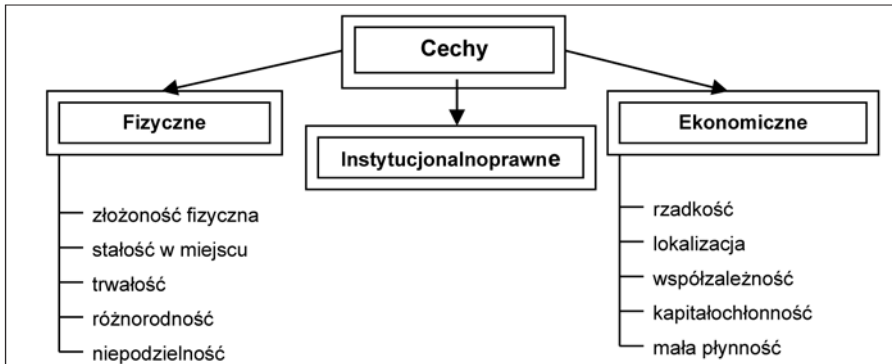 Cechy
Fizyczne
Instytucjonalnoprawne
Ekonomiczne
złożoność fizyczna
stałość w miejscu
trwałość
różnorodność
niepodzielność
rzadkość
lokalizacja
współzależność
kapitałochłonność
mała płynność